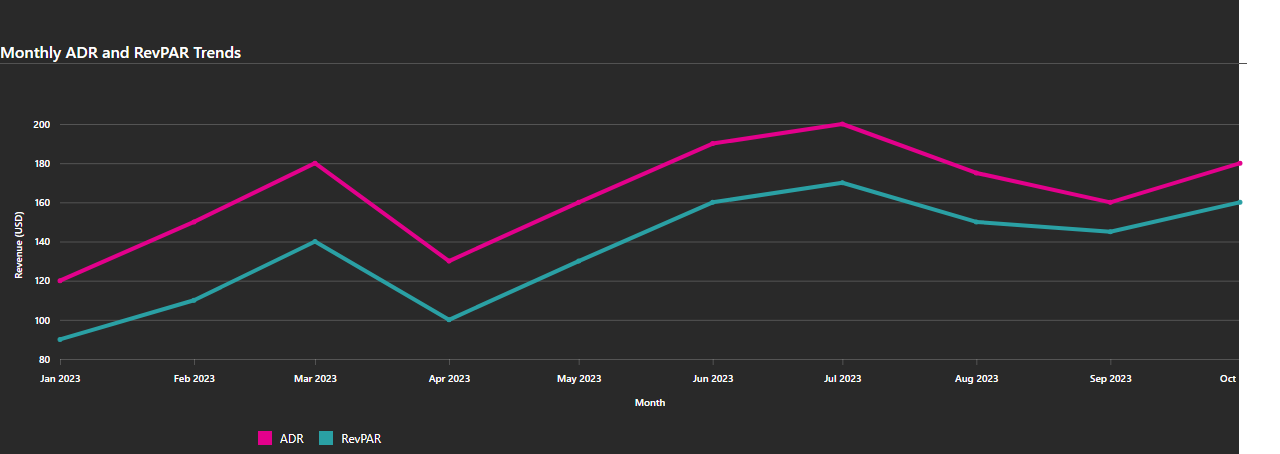 Monthly ADR and RevPAR Trends
200
180
160
140
120
100
80
Revenue (USD)
Jan 2023 Feb 2023 Mar 2023 Apr 2023 May 2023 Jun 2023 Jul 2023 Aug 2023 Sep 2023 Oct
Month
ADR RevPAR